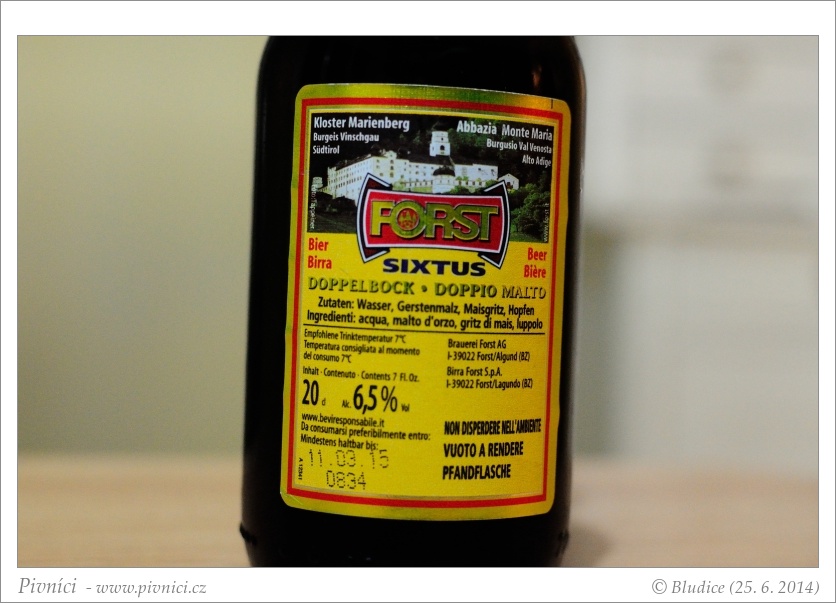 Kloster Marienberg
Burgeis Vinschgau
Südtirol
Abbazia Monte Maria
Burgusio Val Venosta
Alto Adige
FORST
SIXTUS
Bier
Birra
Beer
Bière
DOPPELBOCK • DOPPIO MALTO
Zutaten: Wasser, Gerstenmalz, Maisgritz, Hopfen
Ingredienti: acqua, malto d'orzo, gritz di mais, luppolo
Empfohlene Trinktemperatur 7°C
Temperatura consigliata al momento
del consumo 7°C
Inhalt · Contenuto · Contents 7 Fl. Oz.
20 cl Alc. 6,5% Vol
www.beviresponsabile.it
Da consumarsi preferibilmente entro:
Mindestens haltbar bis:
11.03.15
0834
Brauerei Forst AG
I-39022 Forst/Algund (BZ)
Birra Forst S.p.A.
I-39022 Forst/Lagundo (BZ)
NON DISPERDERE NELL'AMBIENTE
VUOTO A RENDERE
PFANDFLASCHE
Pivníci - www.pivnici.cz
© Bludice (25. 6. 2014)